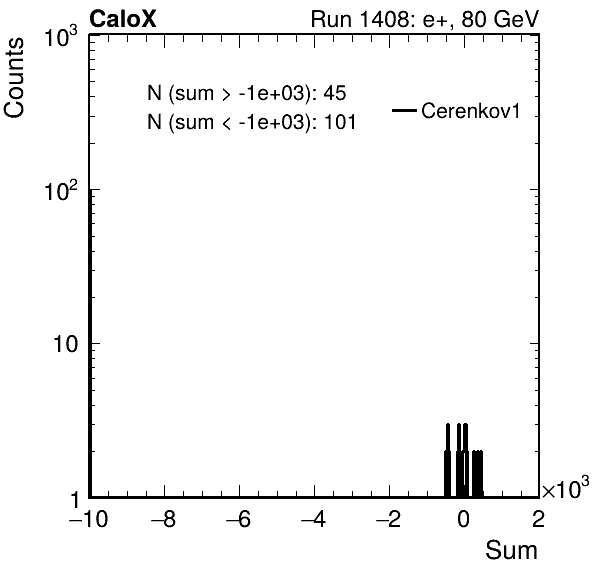 CaloX Run 1408: e+, 80 GeV
Counts
10³
N (sum > -1e+03): 45
N (sum < -1e+03): 101
Cerenkov1
10²
10
1
−10 −8 −6 −4 −2 0 2
×10³
Sum